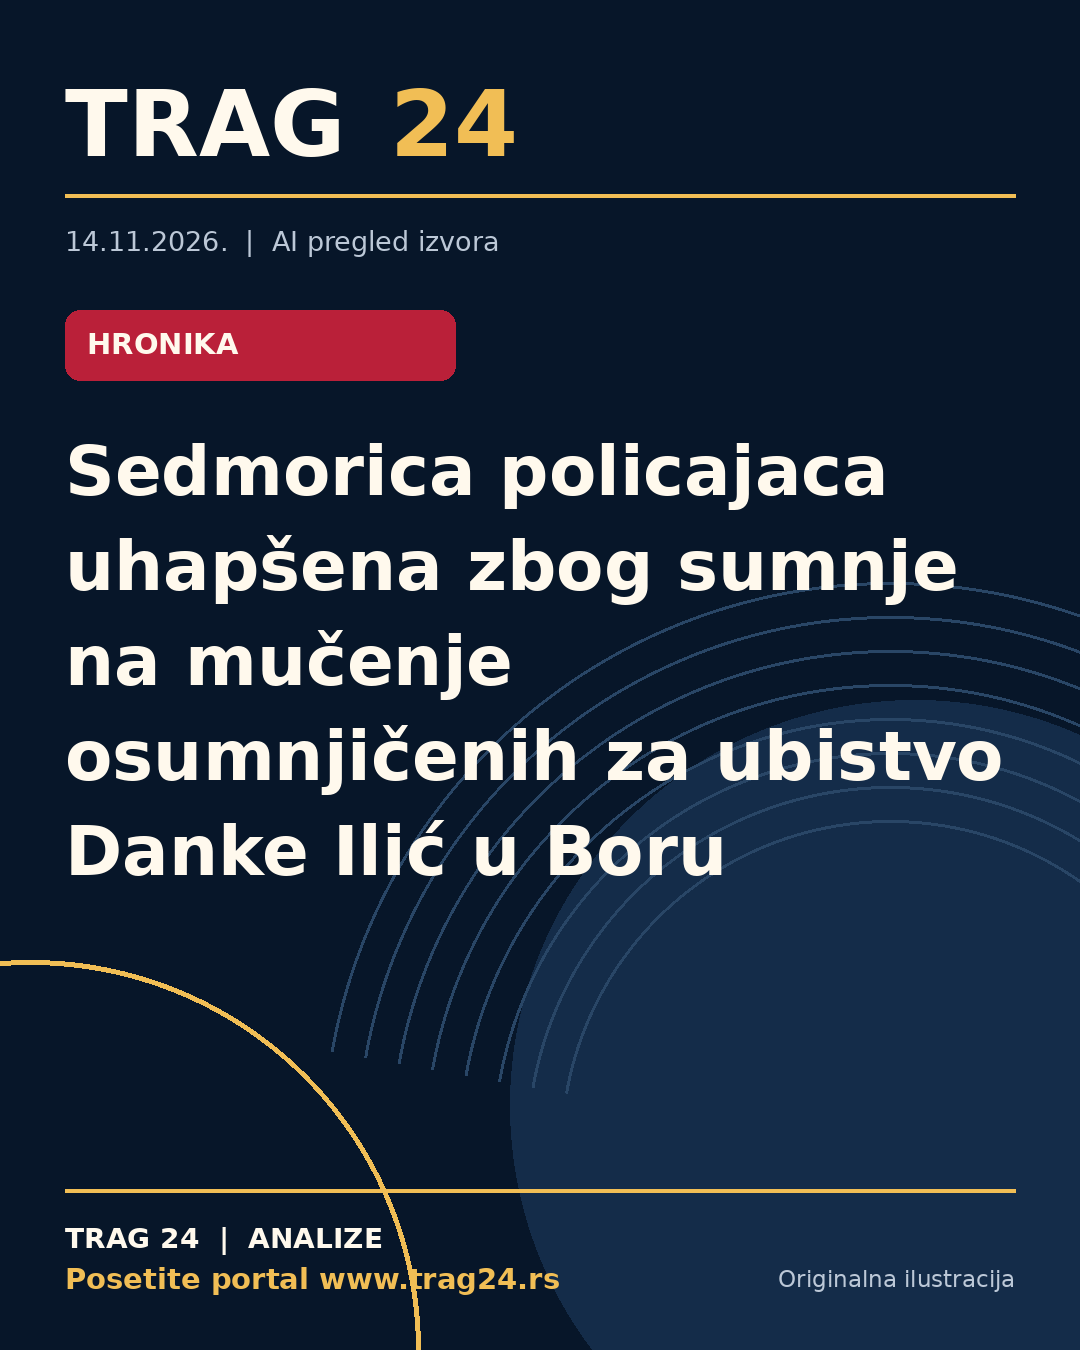 TRAG 24
14.11.2026. | AI pregled izvora
HRONIKA
Sedmorica policajaca
uhapšena zbog sumnje
na mučenje
osumnjičenih za ubistvo
Danke Ilić u Boru
TRAG 24 | ANALIZE
Posetite portal www.trag24.rs
Originalna ilustracija